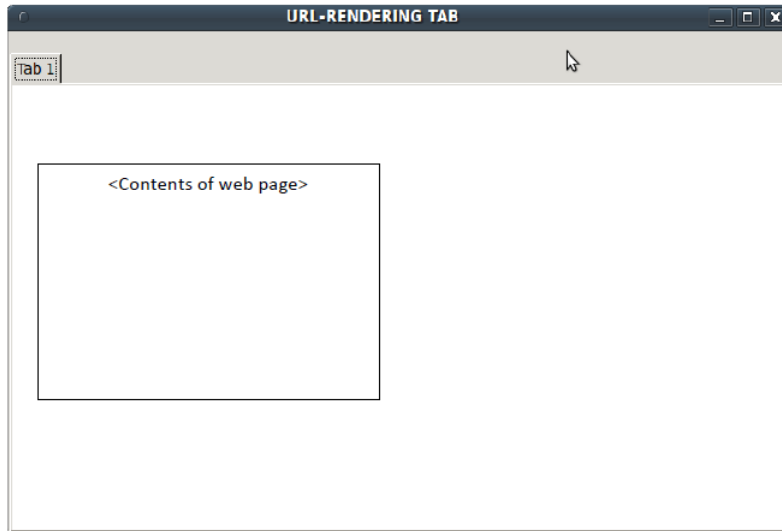 URL-RENDERING TAB
Tab 1
<Contents of web page>